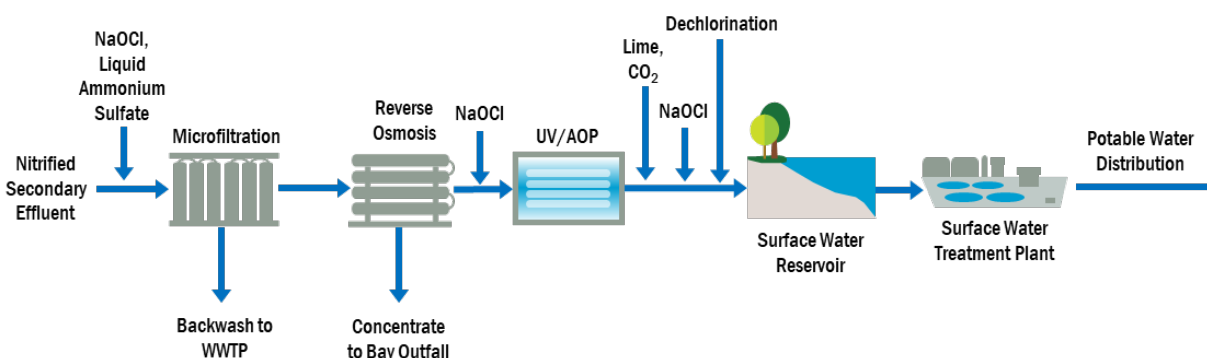 NaOCl,
Liquid
Ammonium
Sulfate
Nitrified
Secondary
Effluent
Microfiltration
Backwash to
WWTP
Reverse
Osmosis
Concentrate
to Bay Outfall
NaOCl
UV/AOP
Lime,
CO₂
NaOCl
Dechlorination
Surface Water
Reservoir
Surface Water
Treatment Plant
Potable Water
Distribution